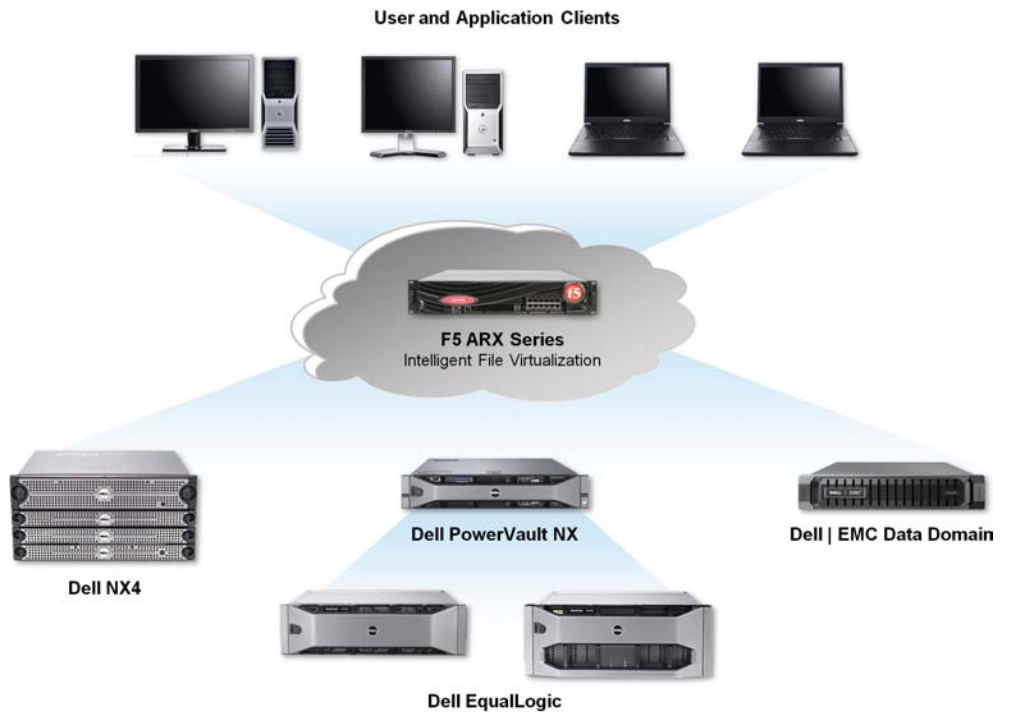 User and Application Clients
f5
F5 ARX Series
Intelligent File Virtualization
Dell PowerVault NX
Dell | EMC Data Domain
Dell NX4
Dell EqualLogic